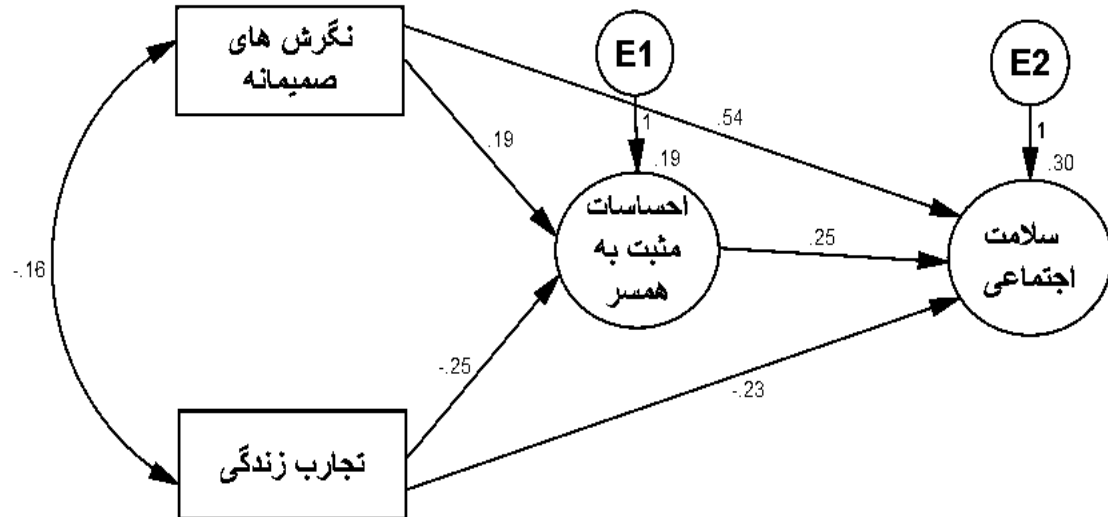 نگرش های
صمیمانه
E1
E2
1
.54
1
.19
.19
.30
احساسات
مثبت به
همسر
سلامت
اجتماعی
.25
-.16
-.25
-.23
تجارب زندگی